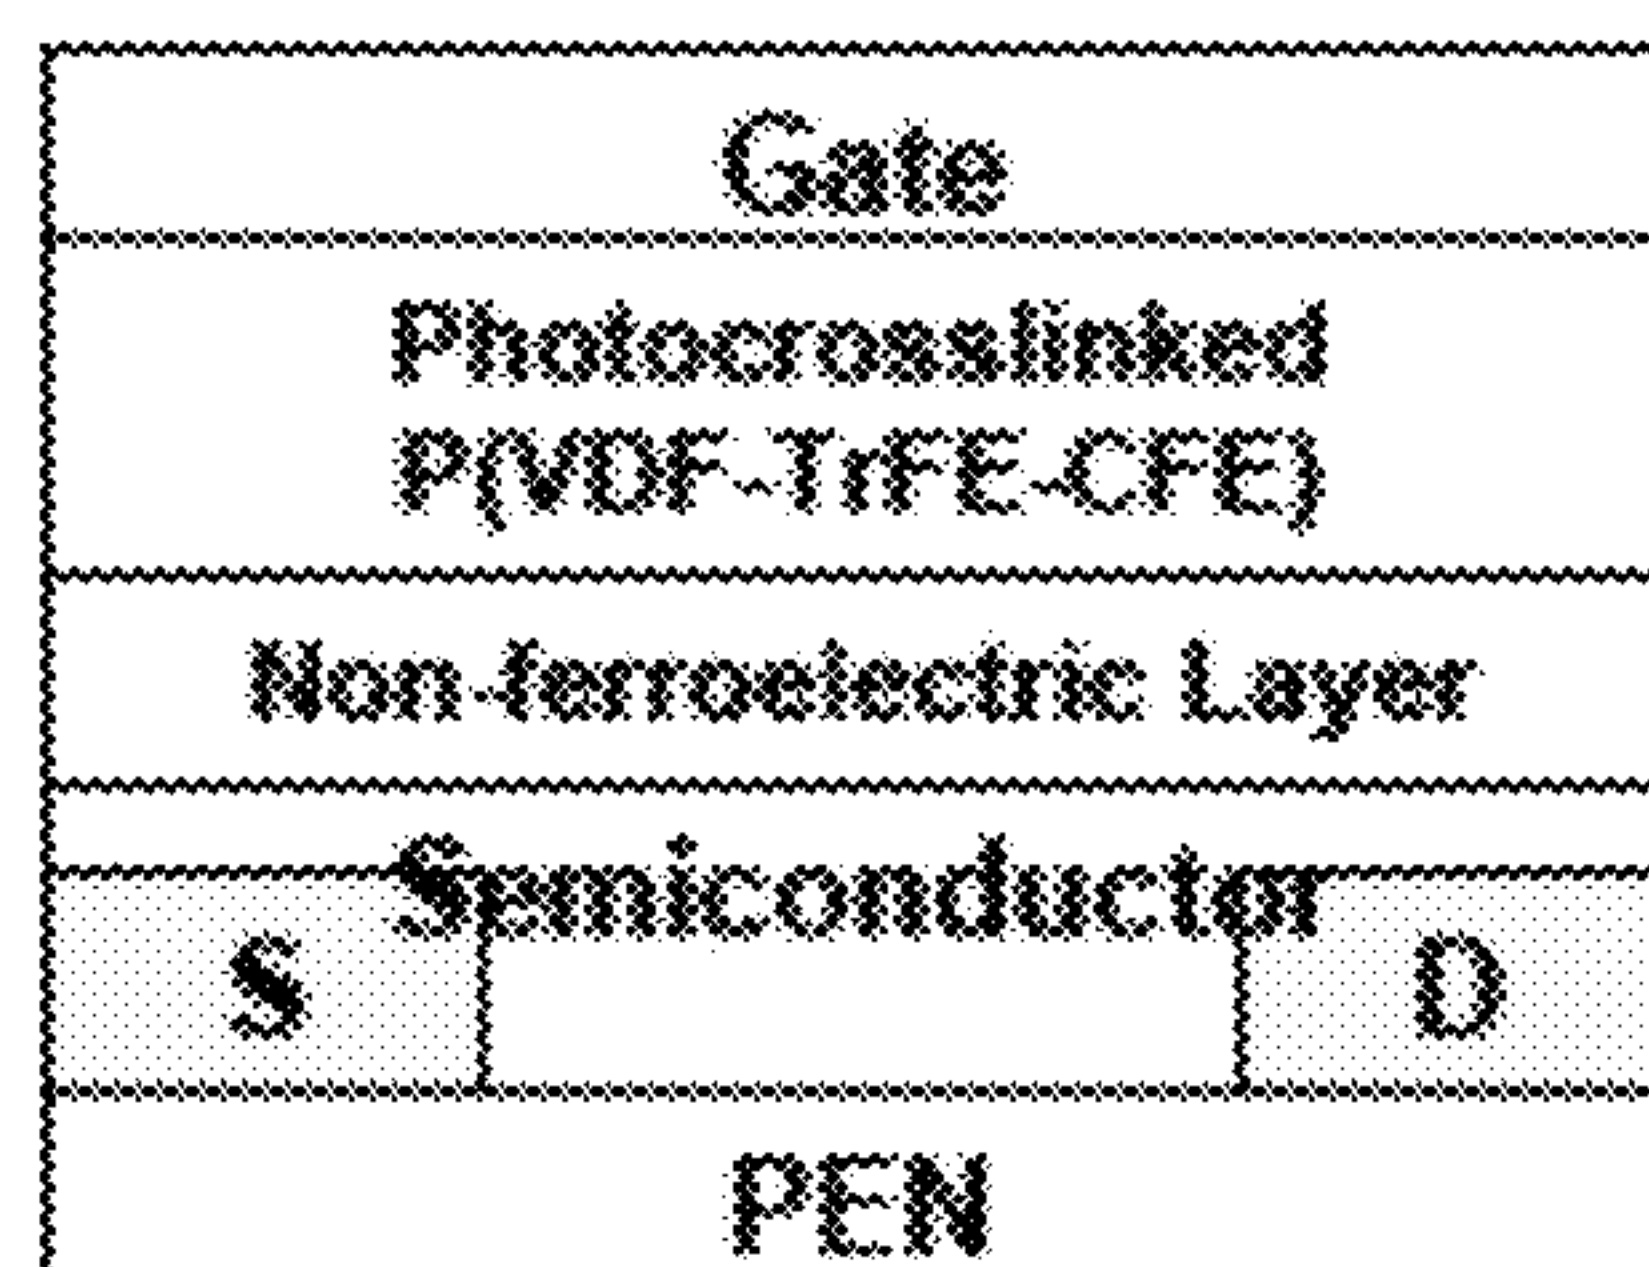 Gate
Photocrosslinked
P(VDF-TrFE-CFE)
Non-ferroelectric Layer
Semiconductor
S
D
PEN